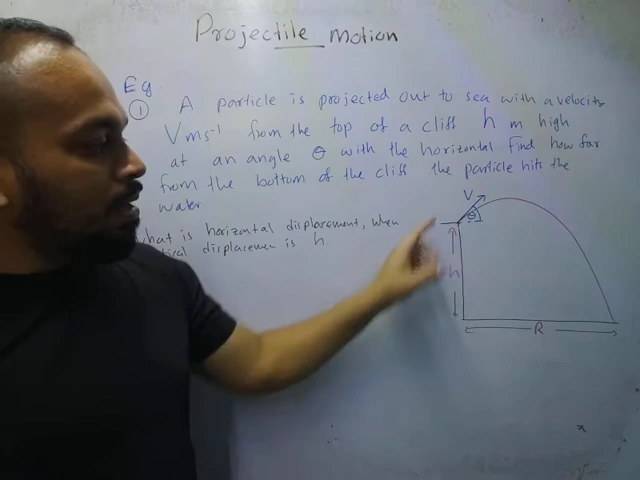 Projectile motion
Eg
① A particle is projected out to sea with a velocity
V ms⁻¹ from the top of a cliff h m high
at an angle θ with the horizontal. Find how far
from the bottom of the cliff the particle hits the
water
what is horizontal displacement, when
displacemen is h
V
θ
h
R